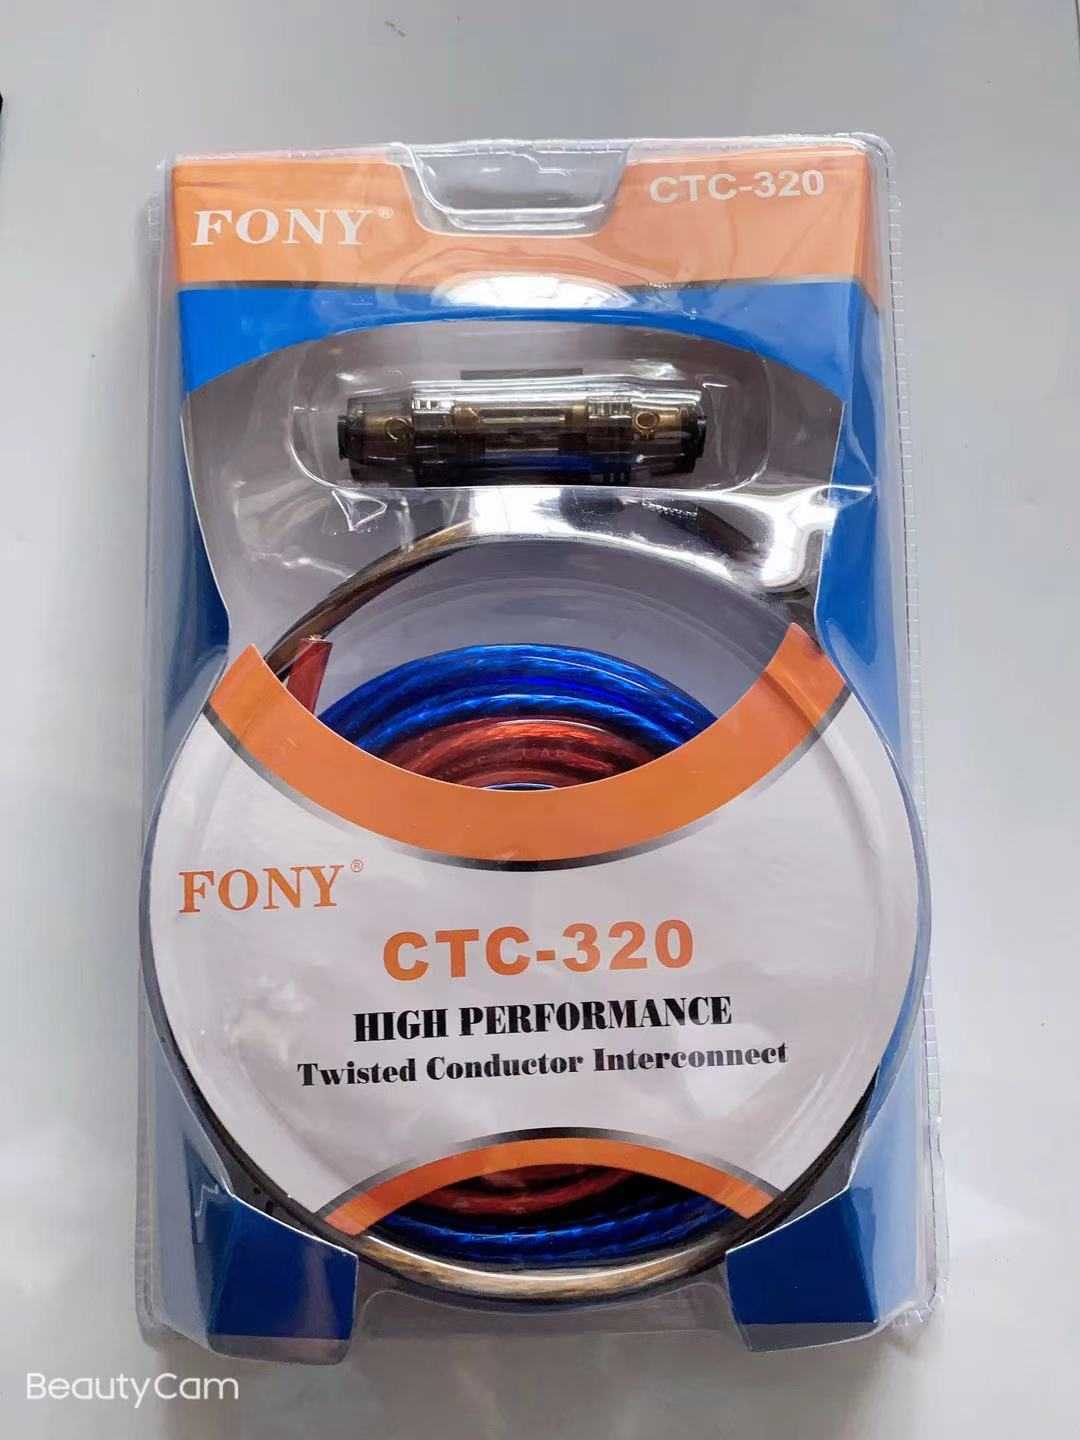 CTC-320
FONY®
FONY®
CTC-320
HIGH PERFORMANCE
Twisted Conductor Interconnect
BeautyCam